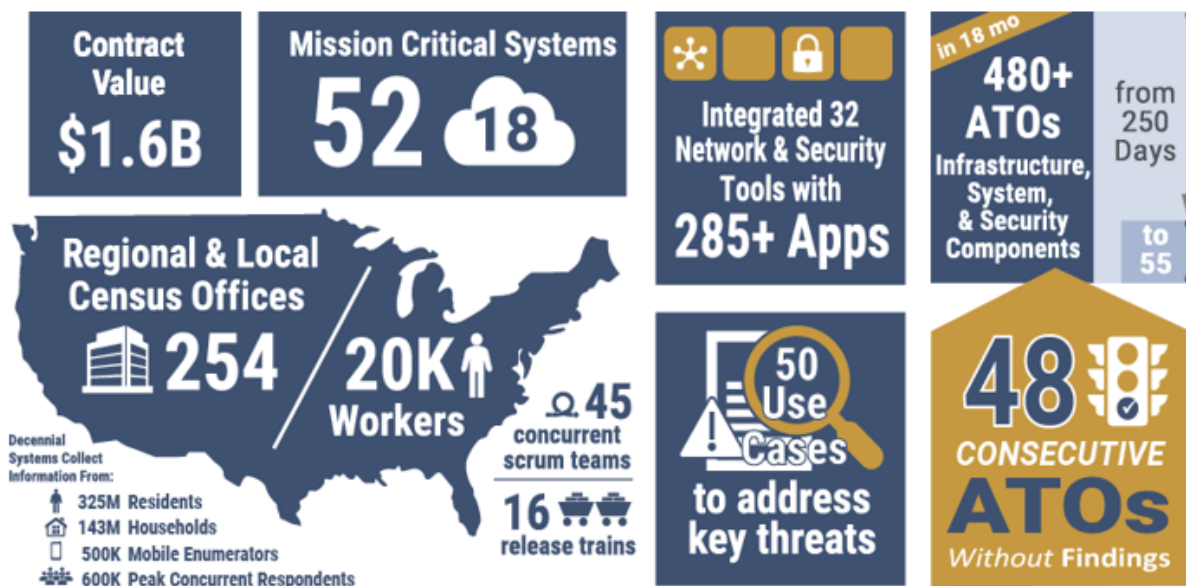 Contract
Value
$1.6B
Mission Critical Systems
52
18
Integrated 32
Network & Security
Tools with
285+ Apps
in 18 mo
480+
ATOs
Infrastructure,
System,
& Security
Components
from
250
Days
to
55
Regional & Local
Census Offices
254
20K
Workers
45
concurrent
scrum teams
16
release trains
Decennial
Systems Collect
Information From:
325M Residents
143M Households
500K Mobile Enumerators
600K Peak Concurrent Respondents
50
Use
Cases
to address
key threats
48
CONSECUTIVE
ATOs
Without Findings